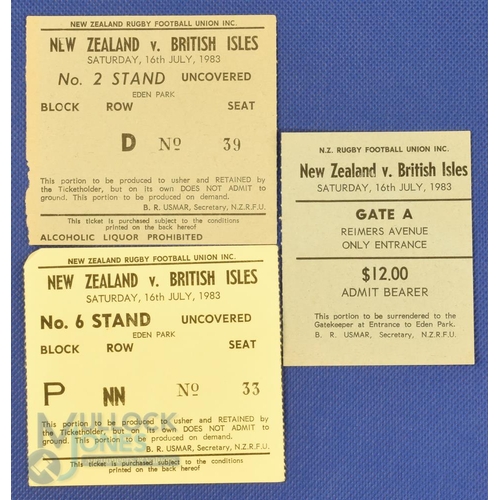 NEW ZEALAND RUGBY FOOTBALL UNION INC.
NEW ZEALAND v. BRITISH ISLES
SATURDAY, 16th JULY, 1983
No. 2 STAND UNCOVERED
EDEN PARK
BLOCK ROW SEAT
D No 39
This portion to be produced to usher and RETAINED by
the Ticketholder, but on its own DOES NOT ADMIT to
ground. This portion to be produced on demand.
B. R. USMAR, Secretary, N.Z.R.F.U.
This ticket is purchased subject to the conditions
printed on the back hereof
ALCOHOLIC LIQUOR PROHIBITED
NEW ZEALAND RUGBY FOOTBALL UNION INC.
NEW ZEALAND v. BRITISH ISLES
SATURDAY, 16th JULY, 1983
No. 6 STAND UNCOVERED
EDEN PARK
BLOCK ROW SEAT
P NN No 33
This portion to be produced to usher and RETAINED by
the Ticketholder, but on its own DOES NOT ADMIT to
ground. This portion to be produced on demand.
B. R. USMAR, Secretary, N.Z.R.F.U.
This ticket is purchased subject to the conditions
printed on the back hereof
MULLOCK
JONES
N.Z. RUGBY FOOTBALL UNION INC.
New Zealand v. British Isles
SATURDAY, 16th JULY, 1983
GATE A
REIMERS AVENUE
ONLY ENTRANCE
$12.00
ADMIT BEARER
This portion to be surrendered to the
Gatekeeper at Entrance to Eden Park.
B. R. USMAR, Secretary, N.Z.R.F.U.